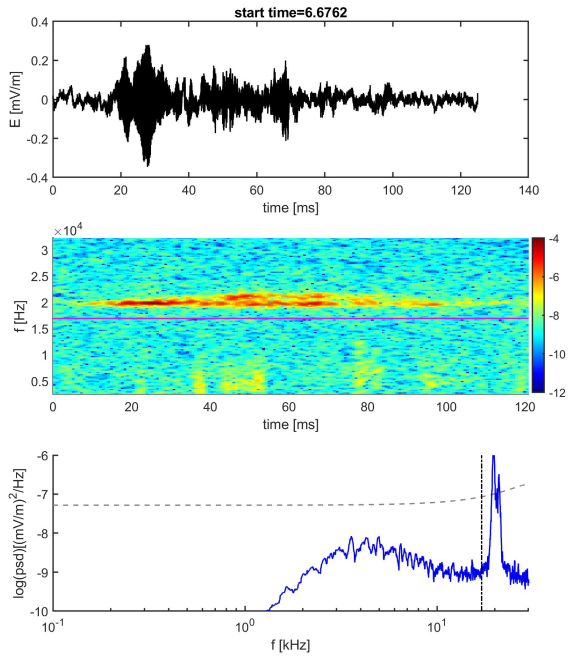 start time=6.6762
0.4
0.2
0
-0.2
-0.4
E [mV/m]
0 20 40 60 80 100 120 140
time [ms]
×10⁴
3
2.5
2
1.5
1
0.5
f [Hz]
0 20 40 60 80 100 120
time [ms]
-4
-6
-8
-10
-12
-6
-7
-8
-9
-10
log(psd)[(mV/m)²/Hz]
10⁻¹ 10⁰ 10¹
f [kHz]